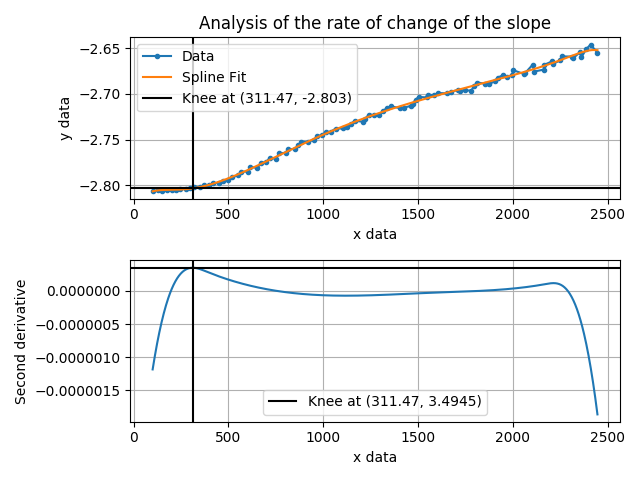 Analysis of the rate of change of the slope
−2.65
−2.70
−2.75
−2.80
y data
Data
Spline Fit
Knee at (311.47, -2.803)
0
500
1000
1500
2000
2500
x data
0.0000000
−0.0000005
−0.0000010
−0.0000015
Second derivative
Knee at (311.47, 3.4945)
0
500
1000
1500
2000
2500
x data